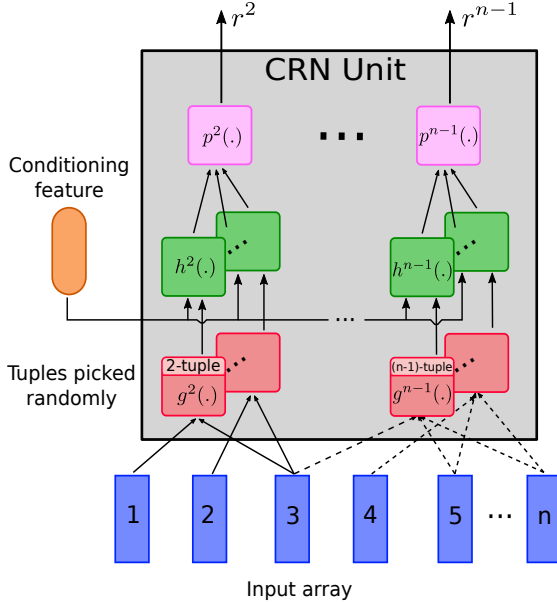 r^2 r^{n-1}
CRN Unit
p^2(.) ... p^{n-1}(.)
Conditioning
feature
h^2(.) ... h^{n-1}(.) ...
...
Tuples picked
randomly
2-tuple ... (n-1)-tuple ...
g^2(.) g^{n-1}(.)
1 2 3 4 5 ... n
Input array